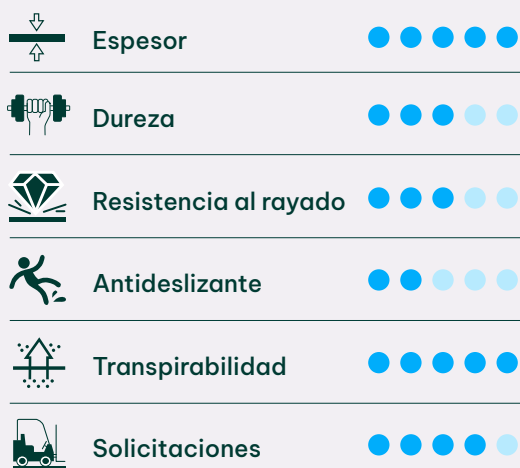 Espesor
Dureza
Resistencia al rayado
Antideslizante
Transpirabilidad
Solicitaciones